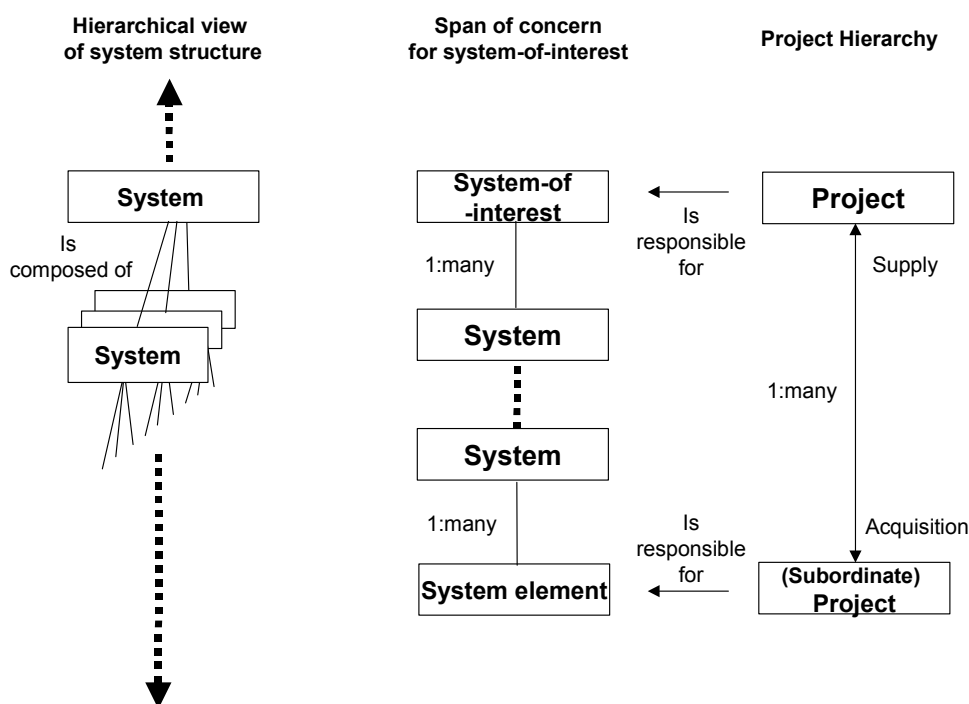 Hierarchical view
of system structure
Span of concern
for system-of-interest
Project Hierarchy
System
Is
composed of
System
System-of
-interest
1:many
System
System
1:many
System element
Is
responsible
for
Is
responsible
for
Project
Supply
1:many
Acquisition
(Subordinate)
Project